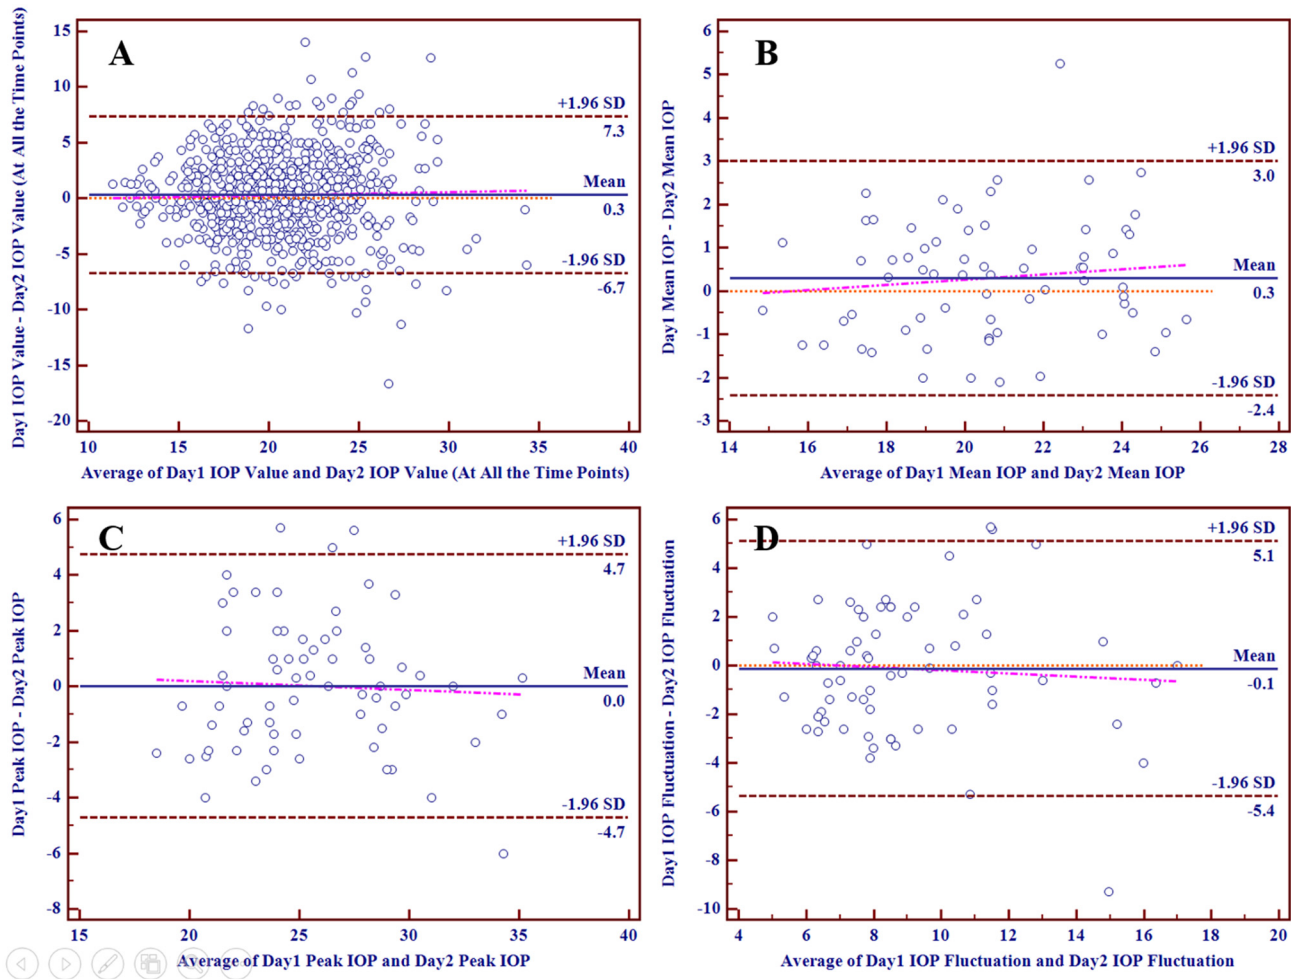 A
Day1 IOP Value - Day2 IOP Value (At All the Time Points)
15
10
5
0
-5
-10
-15
-20
+1.96 SD
7.3
Mean
0.3
-1.96 SD
-6.7
10 15 20 25 30 35 40
Average of Day1 IOP Value and Day2 IOP Value (At All the Time Points)
B
Day1 Mean IOP - Day2 Mean IOP
6
5
4
3
2
1
0
-1
-2
-3
+1.96 SD
3.0
Mean
0.3
-1.96 SD
-2.4
14 16 18 20 22 24 26 28
Average of Day1 Mean IOP and Day2 Mean IOP
C
Day1 Peak IOP - Day2 Peak IOP
6
4
2
0
-2
-4
-6
-8
+1.96 SD
4.7
Mean
0.0
-1.96 SD
-4.7
15 20 25 30 35 40
Average of Day1 Peak IOP and Day2 Peak IOP
D
Day1 IOP Fluctuation - Day2 IOP Fluctuation
6
4
2
0
-2
-4
-6
-8
-10
+1.96 SD
5.1
Mean
-0.1
-1.96 SD
-5.4
4 6 8 10 12 14 16 18 20
Average of Day1 IOP Fluctuation and Day2 IOP Fluctuation